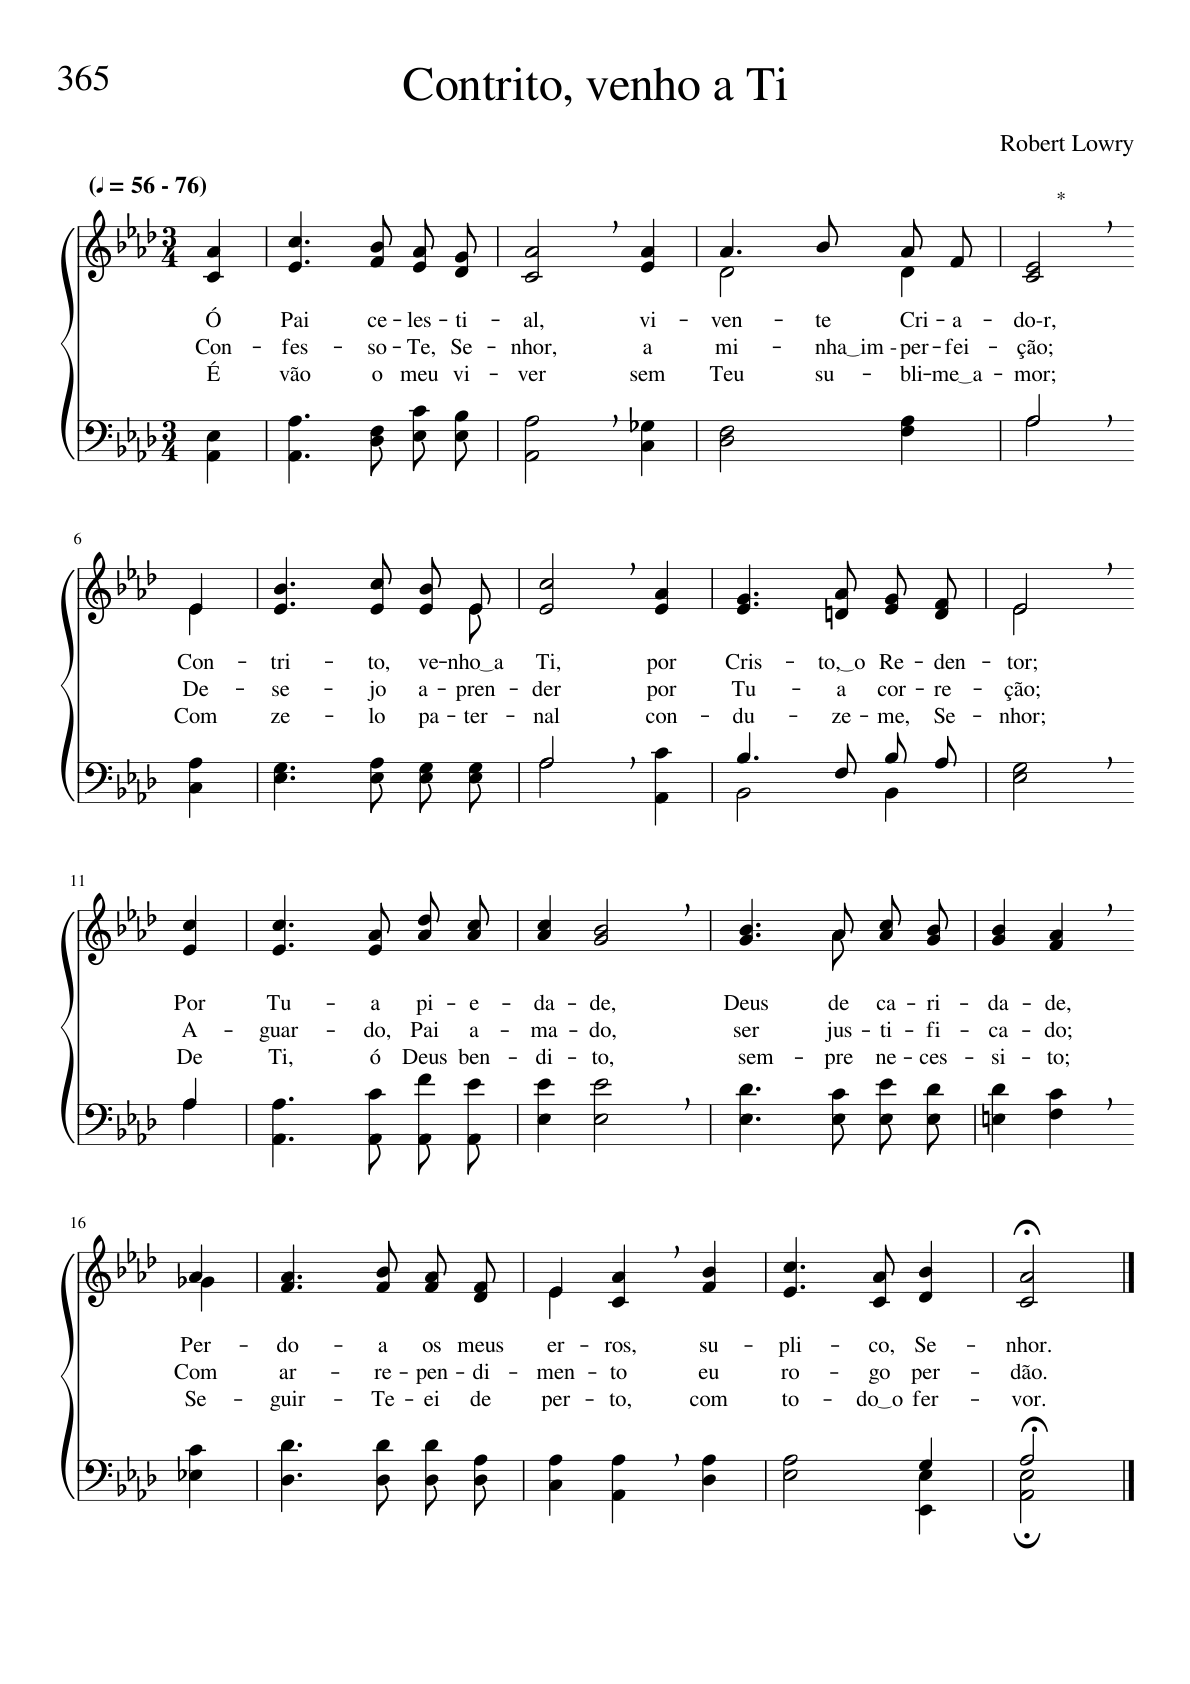 365
Contrito, venho a Ti
Robert Lowry
(♩ = 56 - 76)
*
Ó Pai ce – les – ti – al, vi – ven – te Cri – a – do-r,
Con – fes – so – Te, Se – nhor, a mi – nha‿im - per – fei – ção;
É vão o meu vi – ver sem Teu su – bli – me‿a – mor;
6
Con – tri – to, ve – nho‿a Ti, por Cris – to,‿o Re – den – tor;
De – se – jo a – pren – der por Tu – a cor – re – ção;
Com ze – lo pa – ter – nal con – du – ze – me, Se – nhor;
11
Por Tu – a pi – e – da – de, Deus de ca – ri – da – de,
A – guar – do, Pai a – ma – do, ser jus – ti – fi – ca – do;
De Ti, ó Deus ben – di – to, sem – pre ne – ces – si – to;
16
Per – do – a os meus er – ros, su – pli – co, Se – nhor.
Com ar – re – pen – di – men – to eu ro – go per – dão.
Se – guir – Te – ei de per – to, com to – do‿o fer – vor.